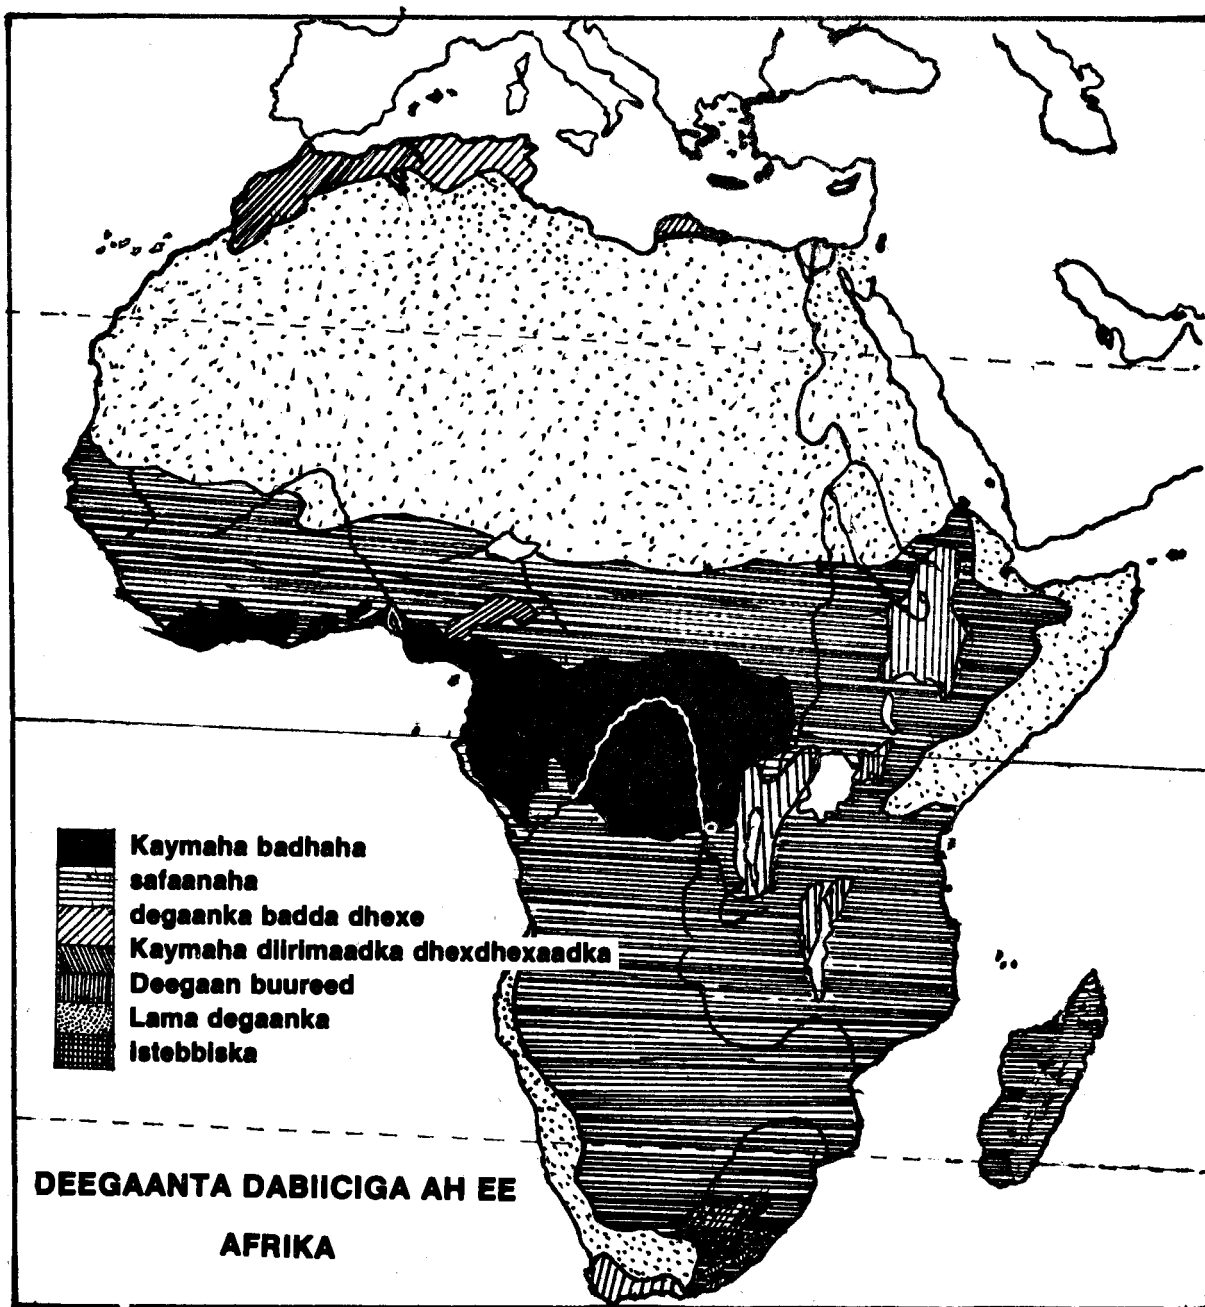 Kaymaha badhaha
safaanaha
degaanka badda dhexe
Kaymaha diirimaadka dhexdhexaadka
Deegaan buureed
Lama degaanka
istebbiska
DEEGAANTA DABIICIGA AH EE
AFRIKA